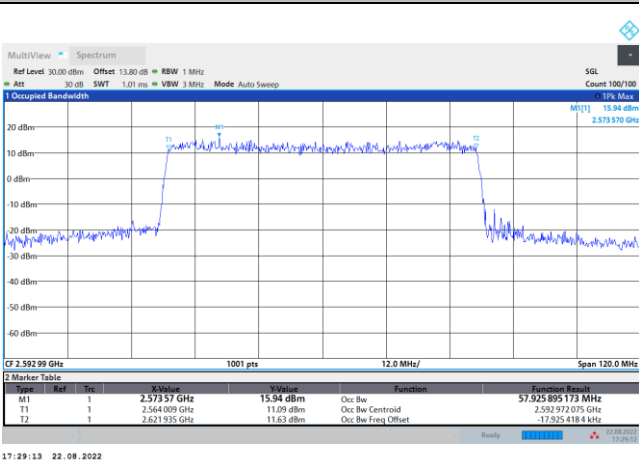 MultiView Spectrum
Ref Level 30.00 dBm Offset 13.80 dB RBW 1 MHz SGL
Att 30 dB SWT 1.01 ms VBW 3 MHz Mode Auto Sweep Count 100/100
1 Occupied Bandwidth 1Pk Max
M1[1] 15.94 dBm
2.573 570 GHz
20 dBm
T1 M1 T2
10 dBm
0 dBm
-10 dBm
-20 dBm
-30 dBm
-40 dBm
-50 dBm
-60 dBm
CF 2.592 99 GHz 1001 pts 12.0 MHz/ Span 120.0 MHz
2 Marker Table
Type Ref Trc X-Value Y-Value Function Function Result
M1 1 2.573 57 GHz 15.94 dBm Occ Bw 57.925 895 173 MHz
T1 1 2.564 009 GHz 11.09 dBm Occ Bw Centroid 2.592 972 075 GHz
T2 1 2.621 935 GHz 11.63 dBm Occ Bw Freq Offset -17.925 418 4 kHz
Ready 22.08.2022
17:29:12
17:29:13 22.08.2022